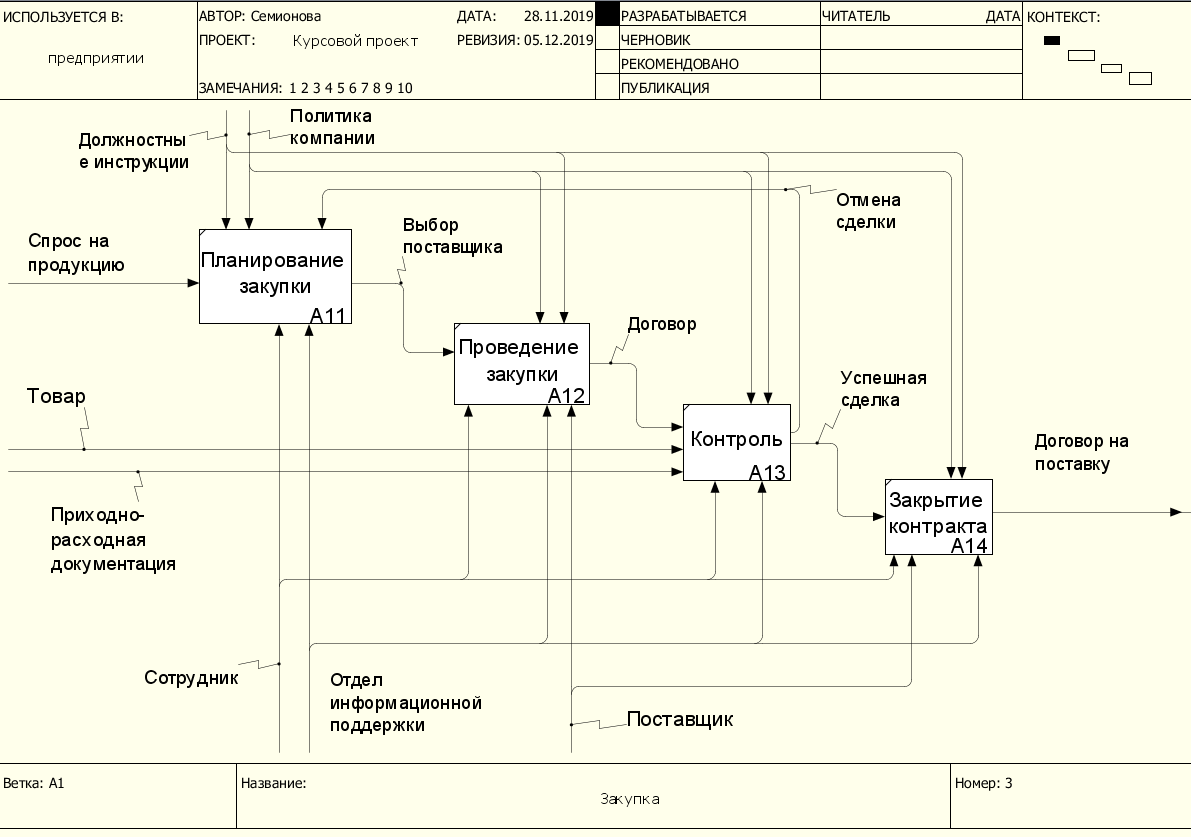 ИСПОЛЬЗУЕТСЯ В:
предприятии
АВТОР: Семионова
ДАТА: 28.11.2019
ПРОЕКТ: Курсовой проект
РЕВИЗИЯ: 05.12.2019
ЗАМЕЧАНИЯ: 1 2 3 4 5 6 7 8 9 10
РАЗРАБАТЫВАЕТСЯ
ЧЕРНОВИК
РЕКОМЕНДОВАНО
ПУБЛИКАЦИЯ
ЧИТАТЕЛЬ
ДАТА
КОНТЕКСТ:
Должностны
е инструкции
Политика
компании
Отмена
сделки
Спрос на
продукцию
Планирование
закупки
A11
Выбор
поставщика
Проведение
закупки
A12
Договор
Товар
Контроль
A13
Успешная
сделка
Договор на
поставку
Закрытие
контракта
A14
Приходно-
расходная
документация
Сотрудник
Отдел
информационной
поддержки
Поставщик
Ветка: A1
Название:
Закупка
Номер: 3